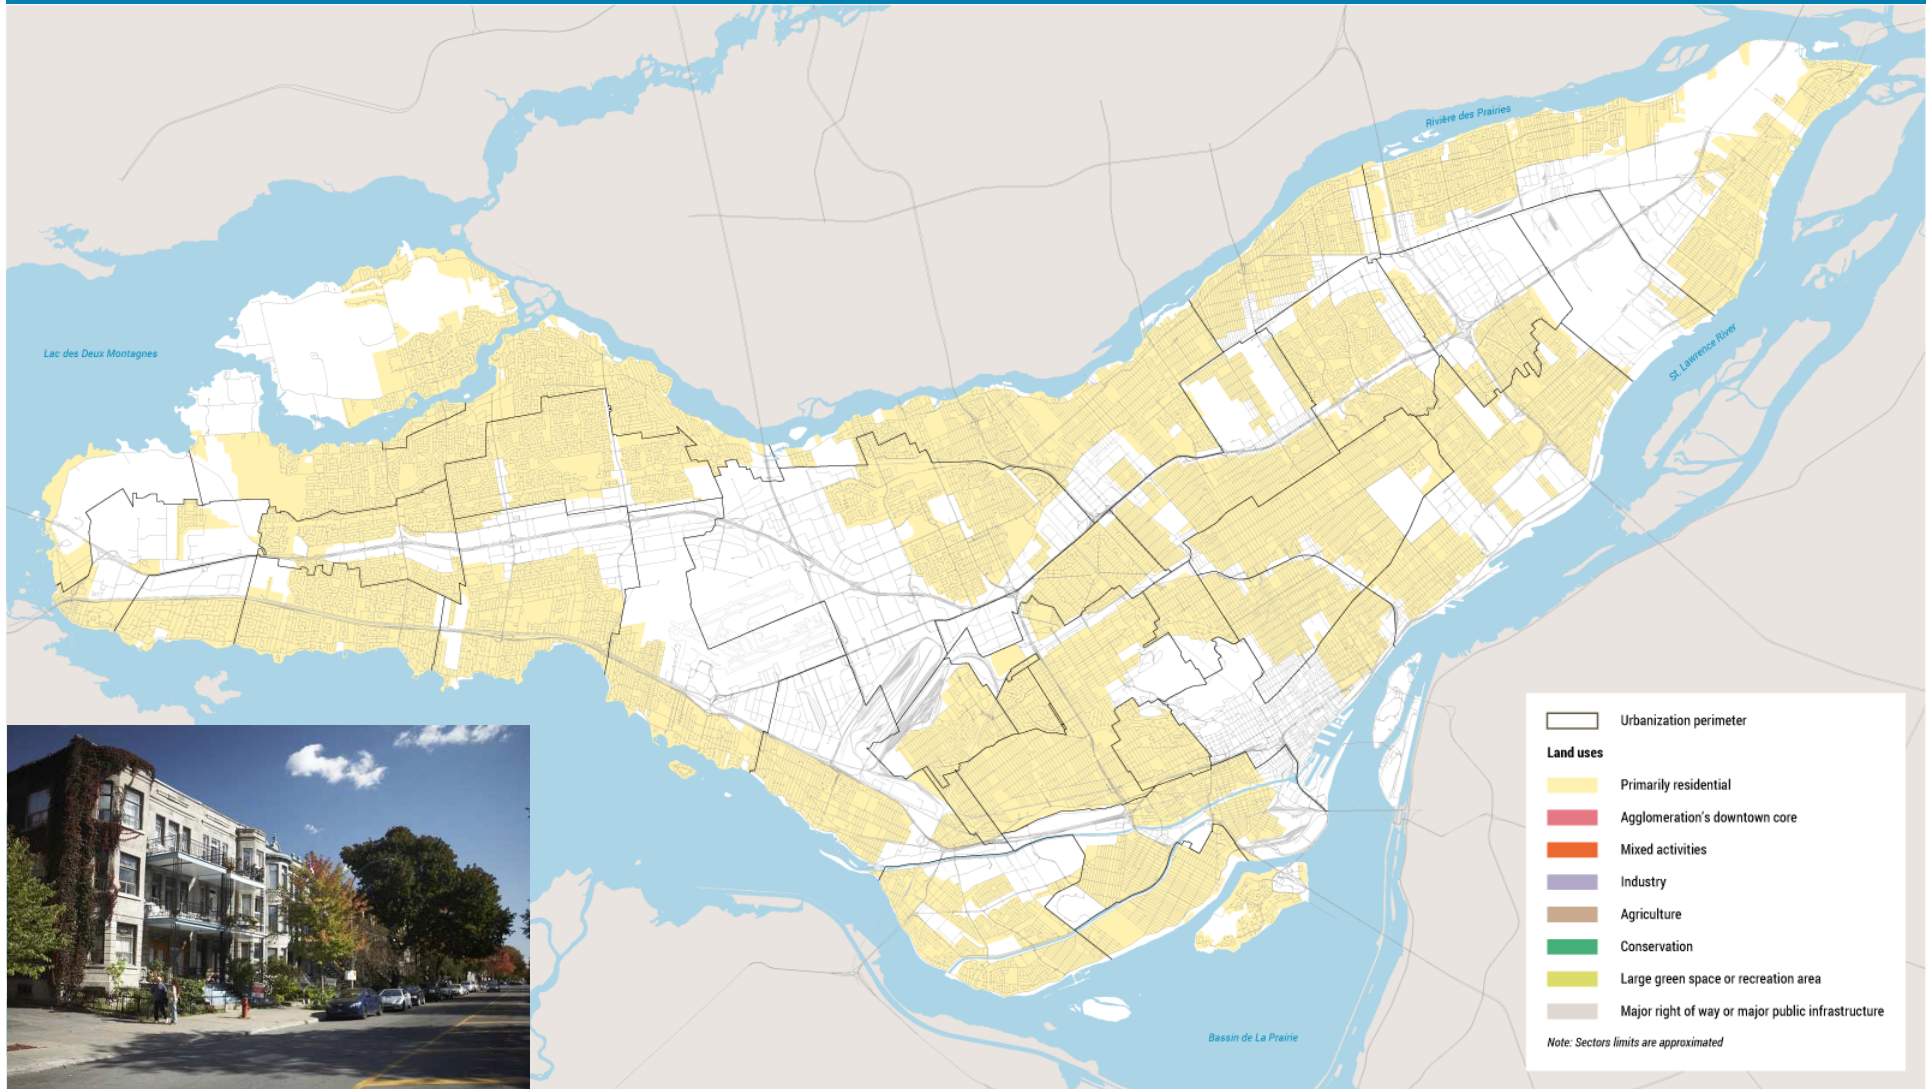 Rivière des Prairies
Lac des Deux Montagnes
St. Lawrence River
Bassin de La Prairie
Urbanization perimeter
Land uses
Primarily residential
Agglomeration's downtown core
Mixed activities
Industry
Agriculture
Conservation
Large green space or recreation area
Major right of way or major public infrastructure
Note: Sectors limits are approximated